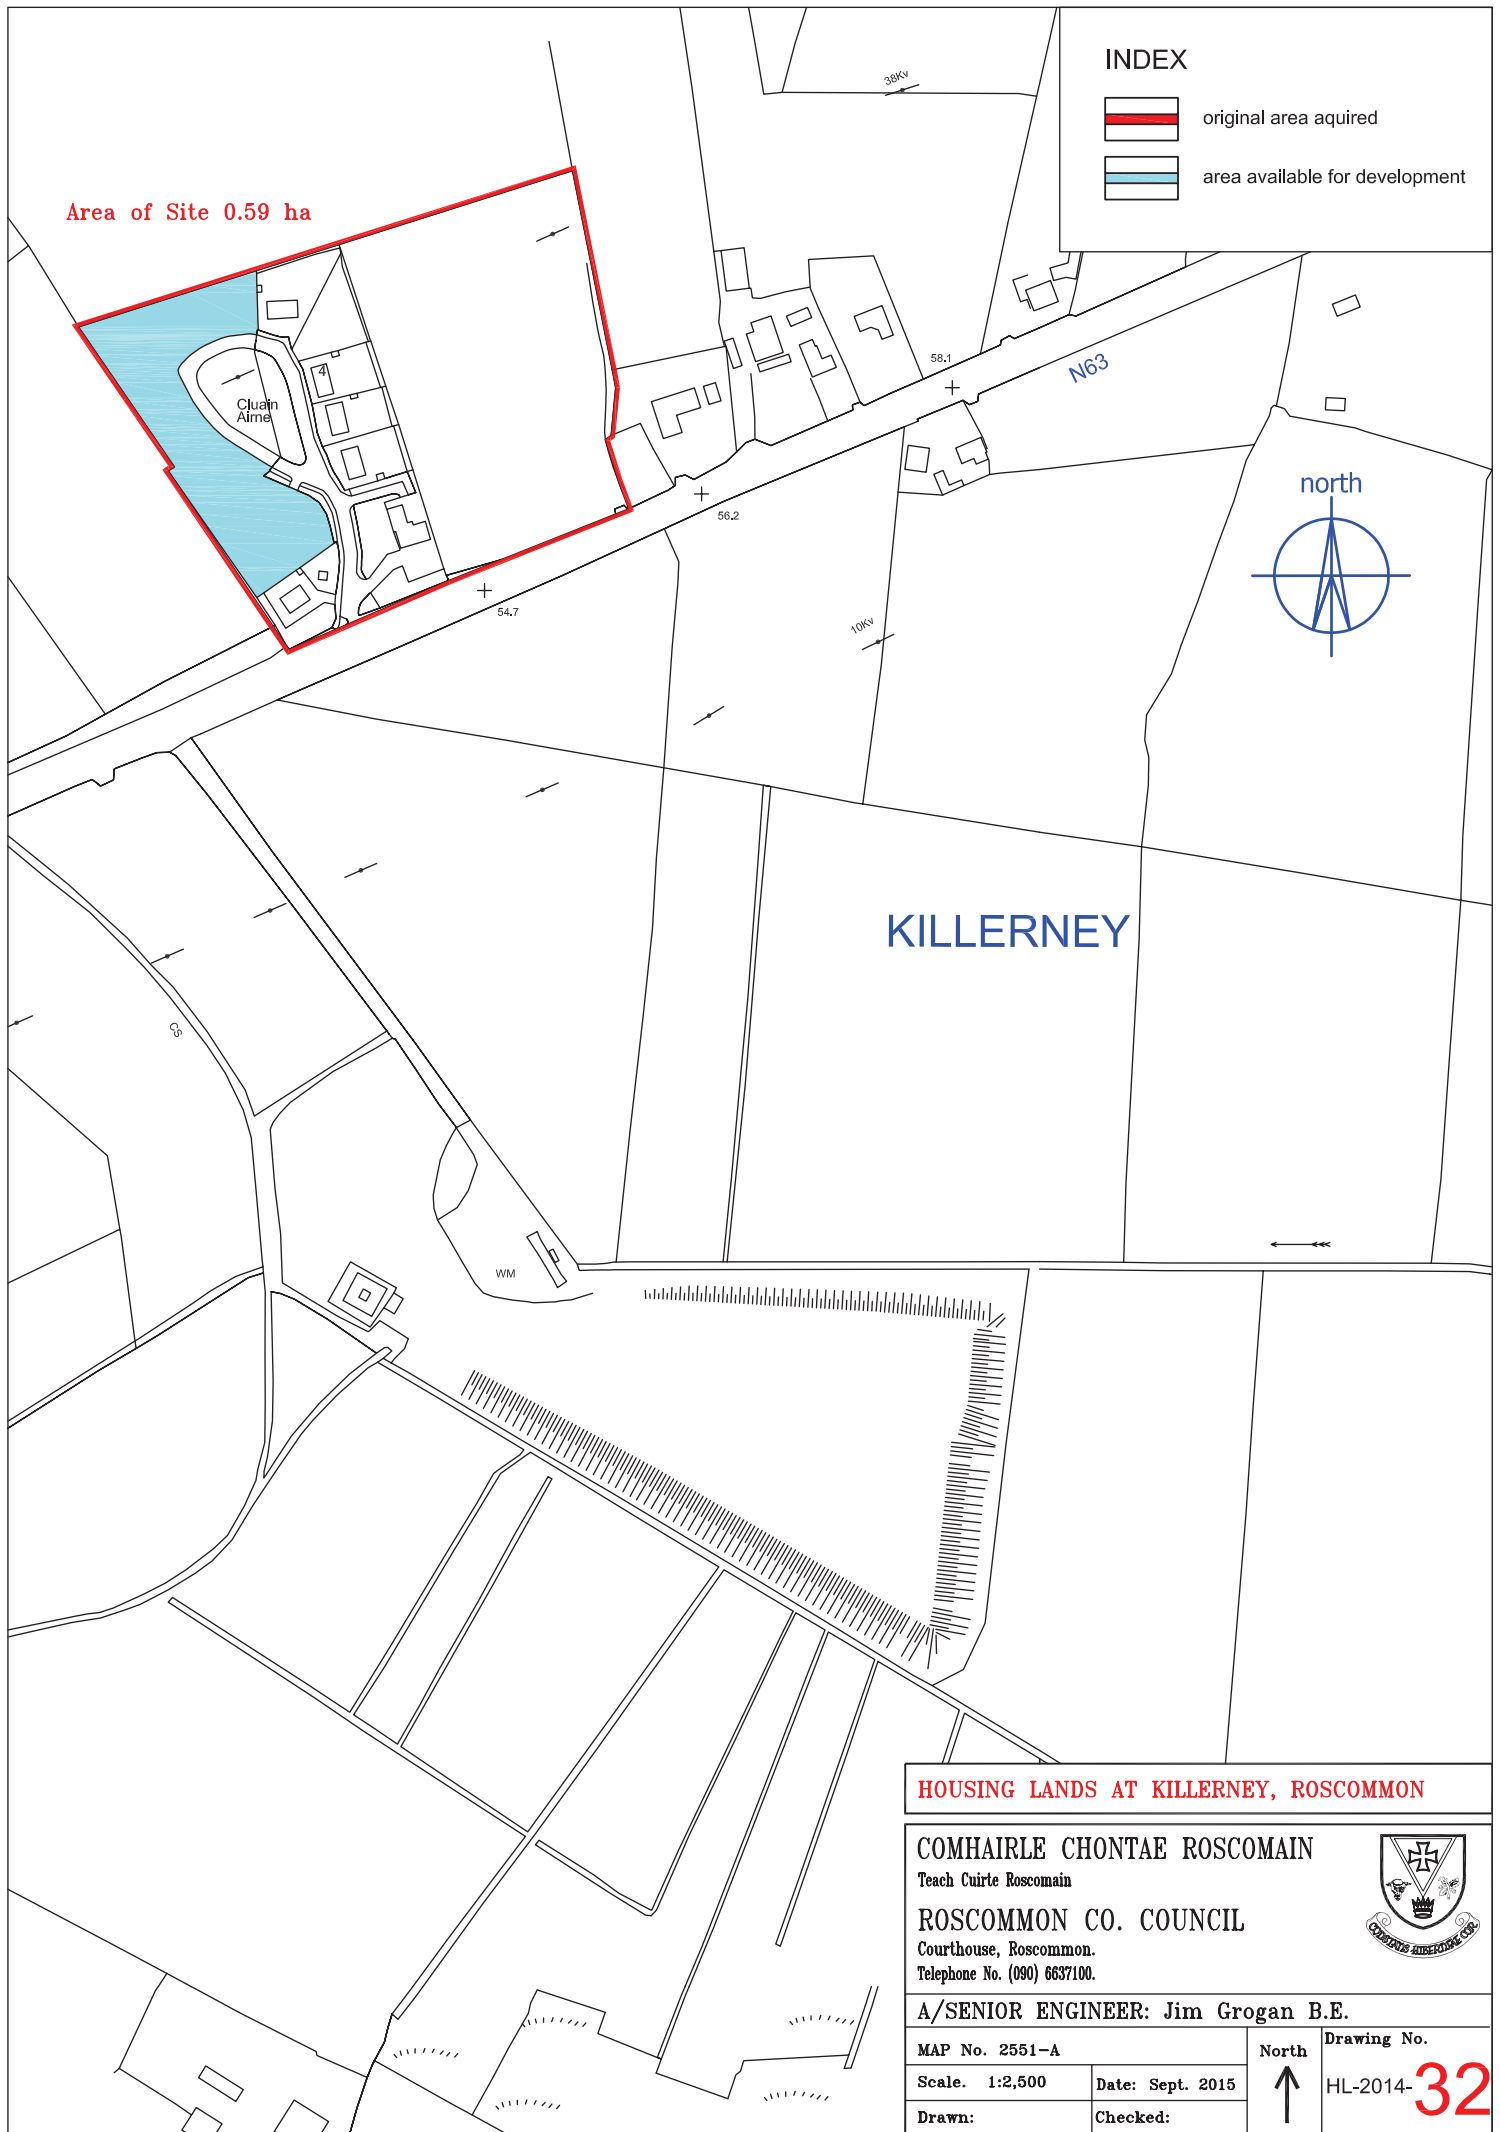 INDEX
original area aquired
area available for development
38Kv
Area of Site 0.59 ha
58.1
N63
4
Cluain
Airne
north
56.2
54.7
10Kv
KILLERNEY
CS
WM
HOUSING LANDS AT KILLERNEY, ROSCOMMON
COMHAIRLE CHONTAE ROSCOMAIN
Teach Cuirte Roscomain
ROSCOMMON CO. COUNCIL
Courthouse, Roscommon.
Telephone No. (090) 6637100.
A/SENIOR ENGINEER: Jim Grogan B.E.
MAP No. 2551-A
North
Drawing No.
Scale. 1:2,500
Date: Sept. 2015
HL-2014-32
Drawn:
Checked: